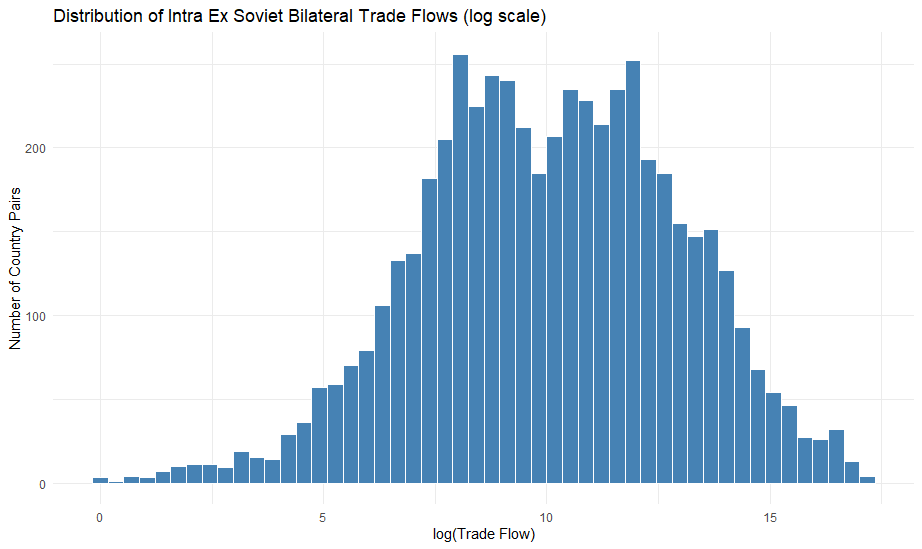 Distribution of Intra Ex Soviet Bilateral Trade Flows (log scale)
Number of Country Pairs
200
100
0
0 5 10 15
log(Trade Flow)